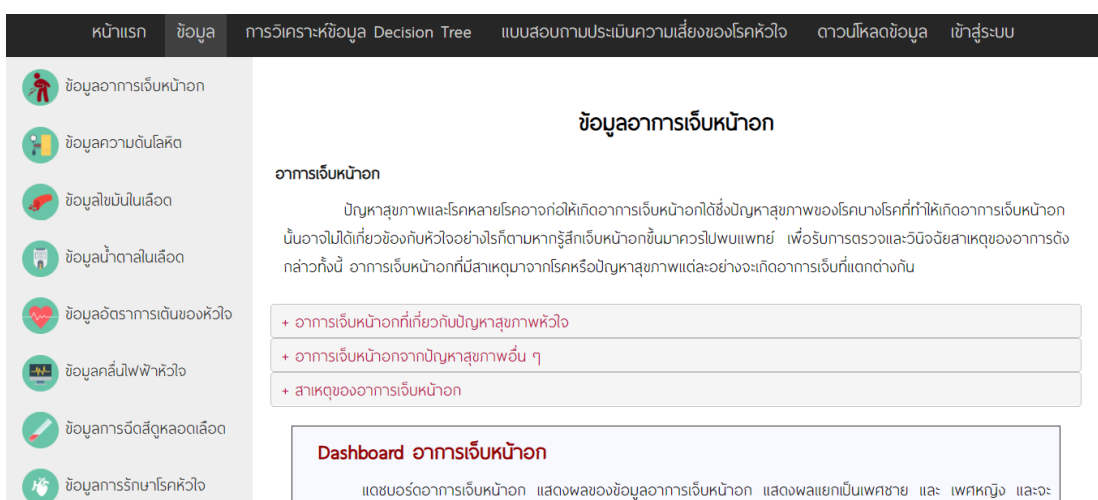 หน้าแรก ข้อมูล การวิเคราะห์ข้อมูล Decision Tree แบบสอบถามประเมินความเสี่ยงของโรคหัวใจ ดาวน์โหลดข้อมูล เข้าสู่ระบบ
ข้อมูลอาการเจ็บหน้าอก
ข้อมูลความดันโลหิต
ข้อมูลไขมันในเลือด
ข้อมูลน้ำตาลในเลือด
ข้อมูลอัตราการเต้นของหัวใจ
ข้อมูลคลื่นไฟฟ้าหัวใจ
ข้อมูลการฉีดสีดูหลอดเลือด
ข้อมูลการรักษาโรคหัวใจ
ข้อมูลอาการเจ็บหน้าอก
อาการเจ็บหน้าอก
ปัญหาสุขภาพและโรคหลายโรคอาจก่อให้เกิดอาการเจ็บหน้าอกได้ซึ่งปัญหาสุขภาพของโรคบางโรคที่ทำให้เกิดอาการเจ็บหน้าอก
นั้นอาจไม่ได้เกี่ยวข้องกับหัวใจอย่างไรก็ตามหากรู้สึกเจ็บหน้าอกขึ้นมาควรไปพบแพทย์ เพื่อรับการตรวจและวินิจฉัยสาเหตุของอาการดัง
กล่าวทั้งนี้ อาการเจ็บหน้าอกที่มีสาเหตุมาจากโรคหรือปัญหาสุขภาพแต่ละอย่างจะเกิดอาการเจ็บที่แตกต่างกัน
+ อาการเจ็บหน้าอกที่เกี่ยวกับปัญหาสุขภาพหัวใจ
+ อาการเจ็บหน้าอกจากปัญหาสุขภาพอื่น ๆ
+ สาเหตุของอาการเจ็บหน้าอก
Dashboard อาการเจ็บหน้าอก
แดชบอร์ดอาการเจ็บหน้าอก แสดงผลของข้อมูลอาการเจ็บหน้าอก แสดงผลแยกเป็นเพศชาย และ เพศหญิง และจะ